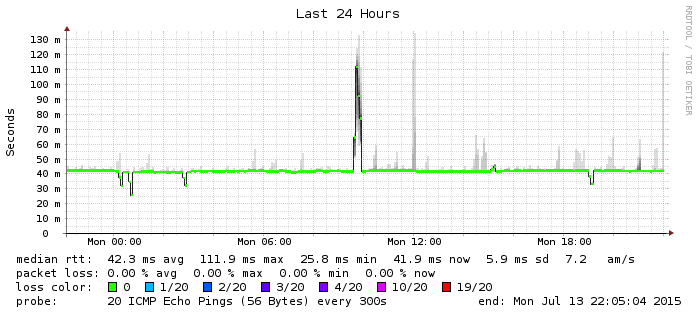 Last 24 Hours
RRDTOOL / TOBI OETIKER
Seconds
130 m
120 m
110 m
100 m
90 m
80 m
70 m
60 m
50 m
40 m
30 m
20 m
10 m
0
Mon 00:00 Mon 06:00 Mon 12:00 Mon 18:00
median rtt: 42.3 ms avg 111.9 ms max 25.8 ms min 41.9 ms now 5.9 ms sd 7.2 am/s
packet loss: 0.00 % avg 0.00 % max 0.00 % min 0.00 % now
loss color: 0 1/20 2/20 3/20 4/20 10/20 19/20
probe: 20 ICMP Echo Pings (56 Bytes) every 300s end: Mon Jul 13 22:05:04 2015